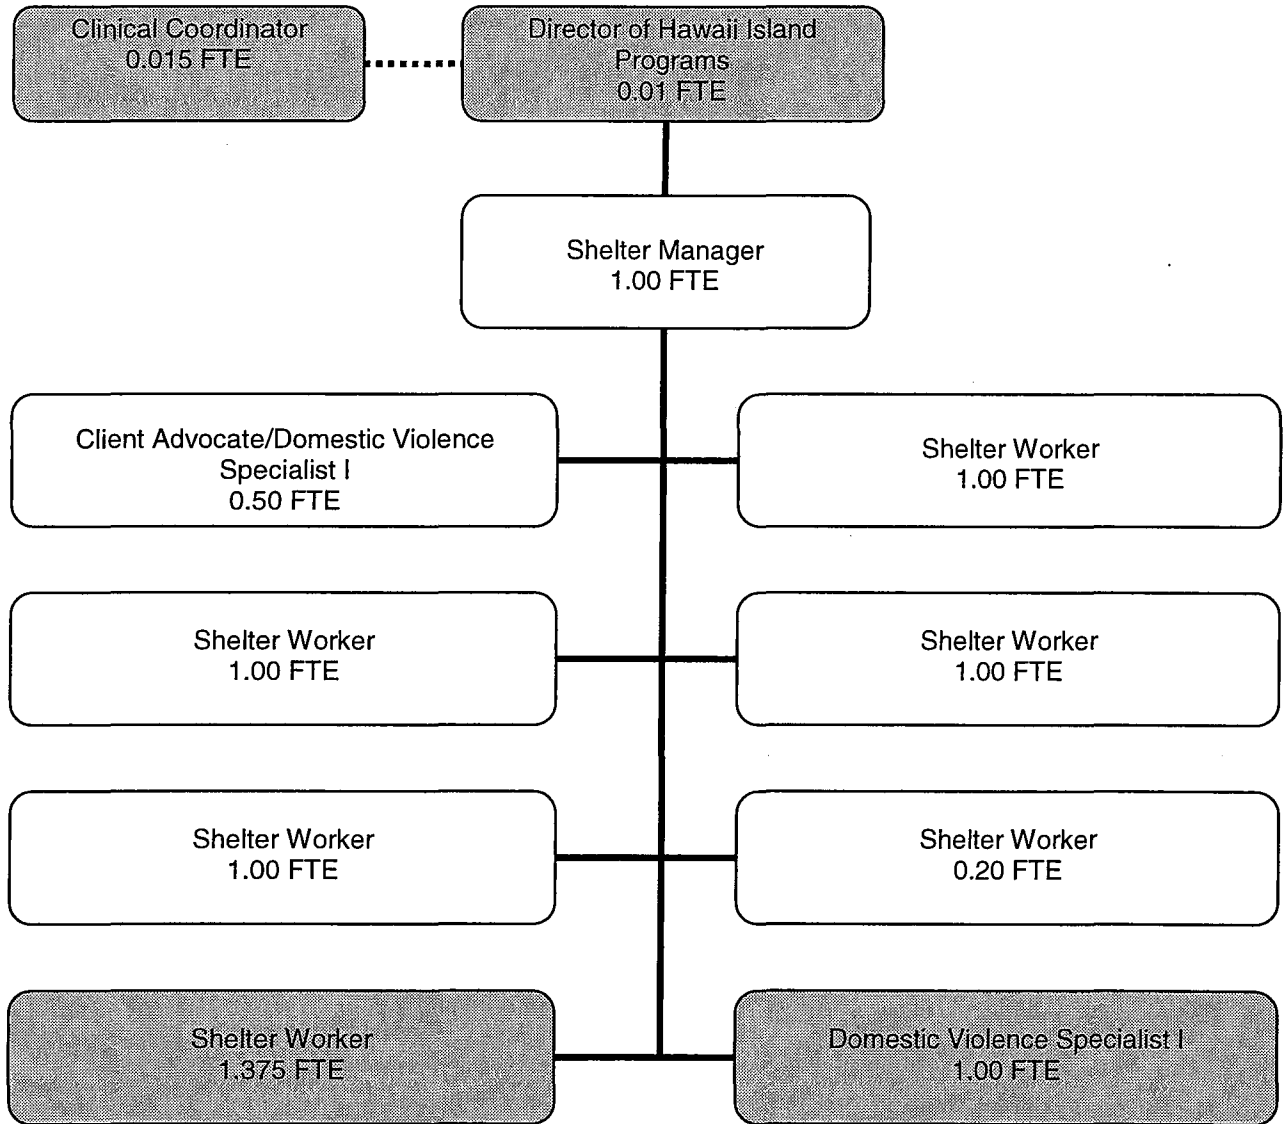 Clinical Coordinator
0.015 FTE
Director of Hawaii Island
Programs
0.01 FTE
Shelter Manager
1.00 FTE
Client Advocate/Domestic Violence
Specialist I
0.50 FTE
Shelter Worker
1.00 FTE
Shelter Worker
1.00 FTE
Shelter Worker
1.00 FTE
Shelter Worker
1.00 FTE
Shelter Worker
0.20 FTE
Shelter Worker
1.375 FTE
Domestic Violence Specialist I
1.00 FTE